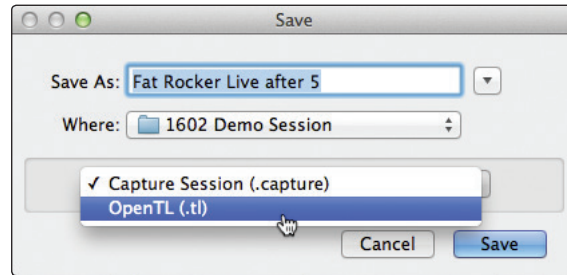 Save
Save As: Fat Rocker Live after 5
Where: 1602 Demo Session
✓ Capture Session (.capture)
OpenTL (.tl)
Cancel Save